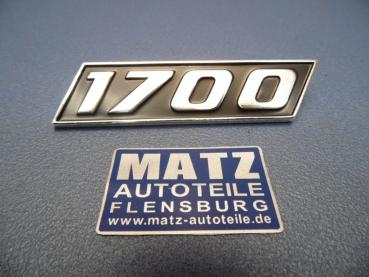 1700
MATZ
AUTOTEILE
FLENSBURG
www.matz-autoteile.de